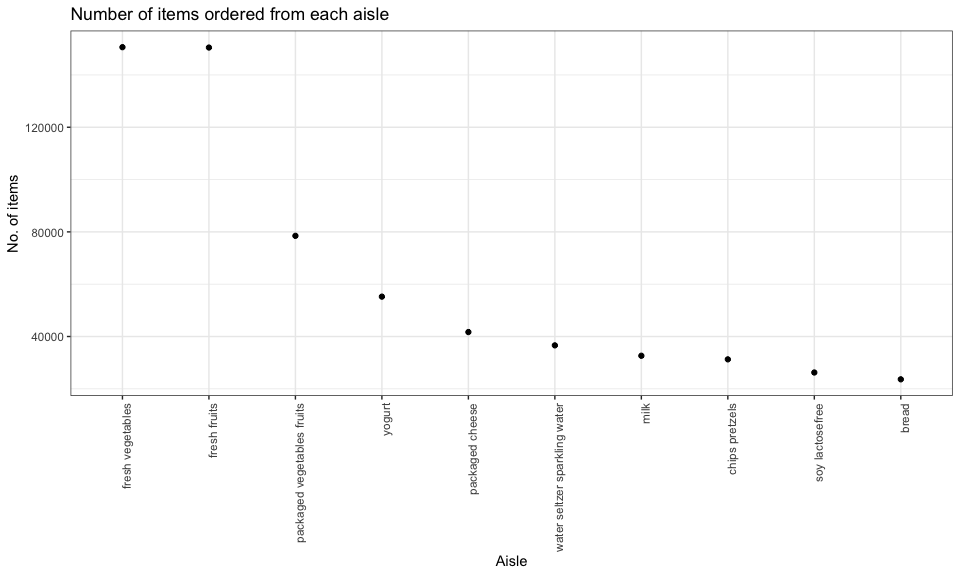 Number of items ordered from each aisle
No. of items
120000
80000
40000
fresh vegetables
fresh fruits
packaged vegetables fruits
yogurt
packaged cheese
water seltzer sparkling water
milk
chips pretzels
soy lactosefree
bread
Aisle